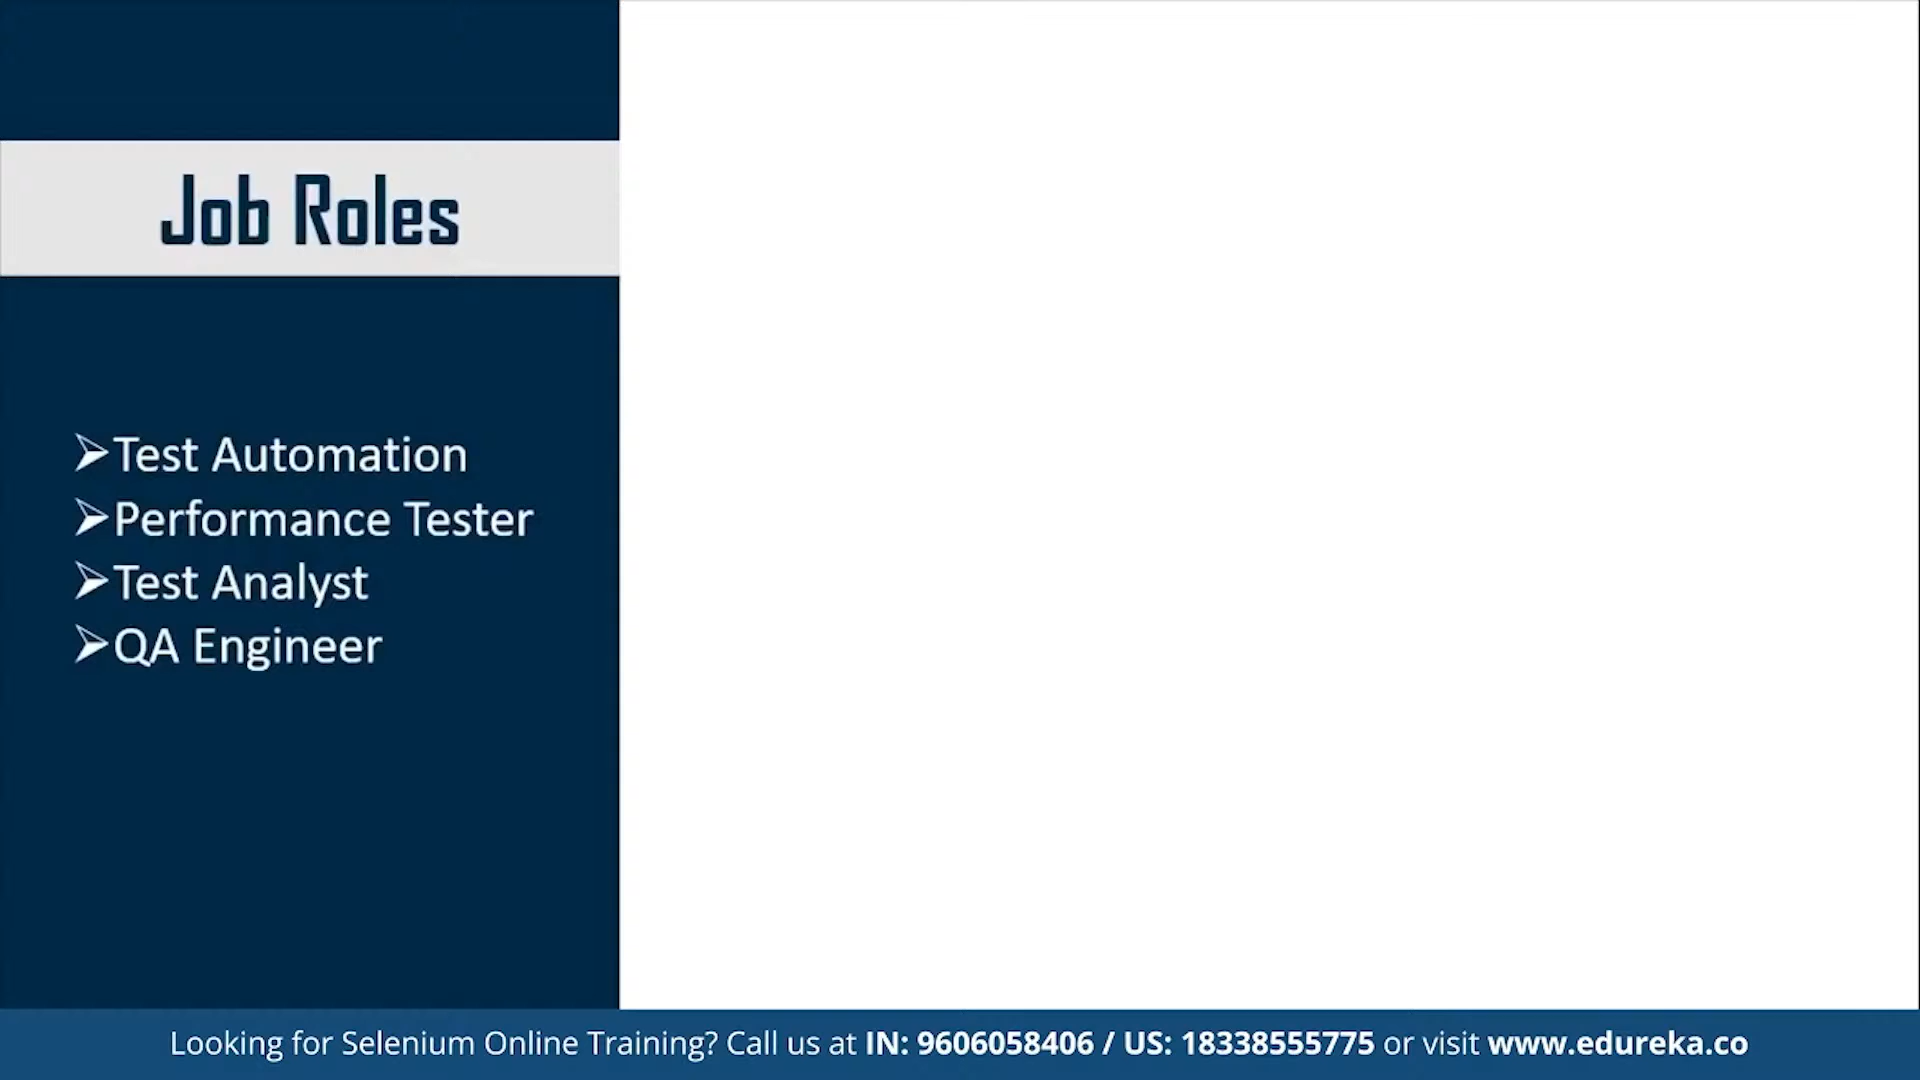 Job Roles
➢Test Automation
➢Performance Tester
➢Test Analyst
➢QA Engineer
Looking for Selenium Online Training? Call us at IN: 9606058406 / US: 18338555775 or visit www.edureka.co